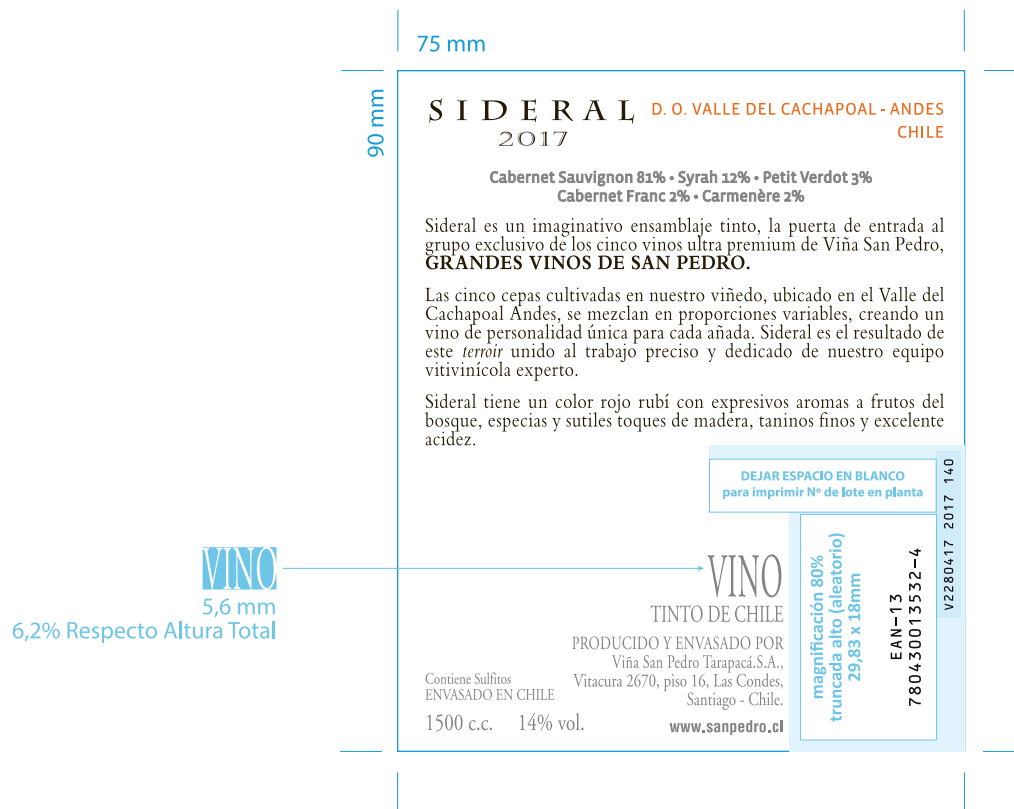 75 mm
90 mm
SIDERAL
2017
D. O. VALLE DEL CACHAPOAL - ANDES
CHILE
Cabernet Sauvignon 81% • Syrah 12% • Petit Verdot 3%
Cabernet Franc 2% • Carmenère 2%
Sideral es un imaginativo ensamblaje tinto, la puerta de entrada al
grupo exclusivo de los cinco vinos ultra premium de Viña San Pedro,
GRANDES VINOS DE SAN PEDRO.
Las cinco cepas cultivadas en nuestro viñedo, ubicado en el Valle del
Cachapoal Andes, se mezclan en proporciones variables, creando un
vino de personalidad única para cada añada. Sideral es el resultado de
este terroir unido al trabajo preciso y dedicado de nuestro equipo
vitivinícola experto.
Sideral tiene un color rojo rubí con expresivos aromas a frutos del
bosque, especias y sutiles toques de madera, taninos finos y excelente
acidez.
DEJAR ESPACIO EN BLANCO
para imprimir Nº de lote en planta
V2280417 2017 140
VINO
5,6 mm
6,2% Respecto Altura Total
VINO
TINTO DE CHILE
PRODUCIDO Y ENVASADO POR
Viña San Pedro Tarapacá.S.A.,
Vitacura 2670, piso 16, Las Condes,
Santiago - Chile.
www.sanpedro.cl
Contiene Sulfitos
ENVASADO EN CHILE
1500 c.c. 14% vol.
magnificación 80%
truncada alto (aleatorio)
29,83 x 18mm
EAN-13
780430013532-4